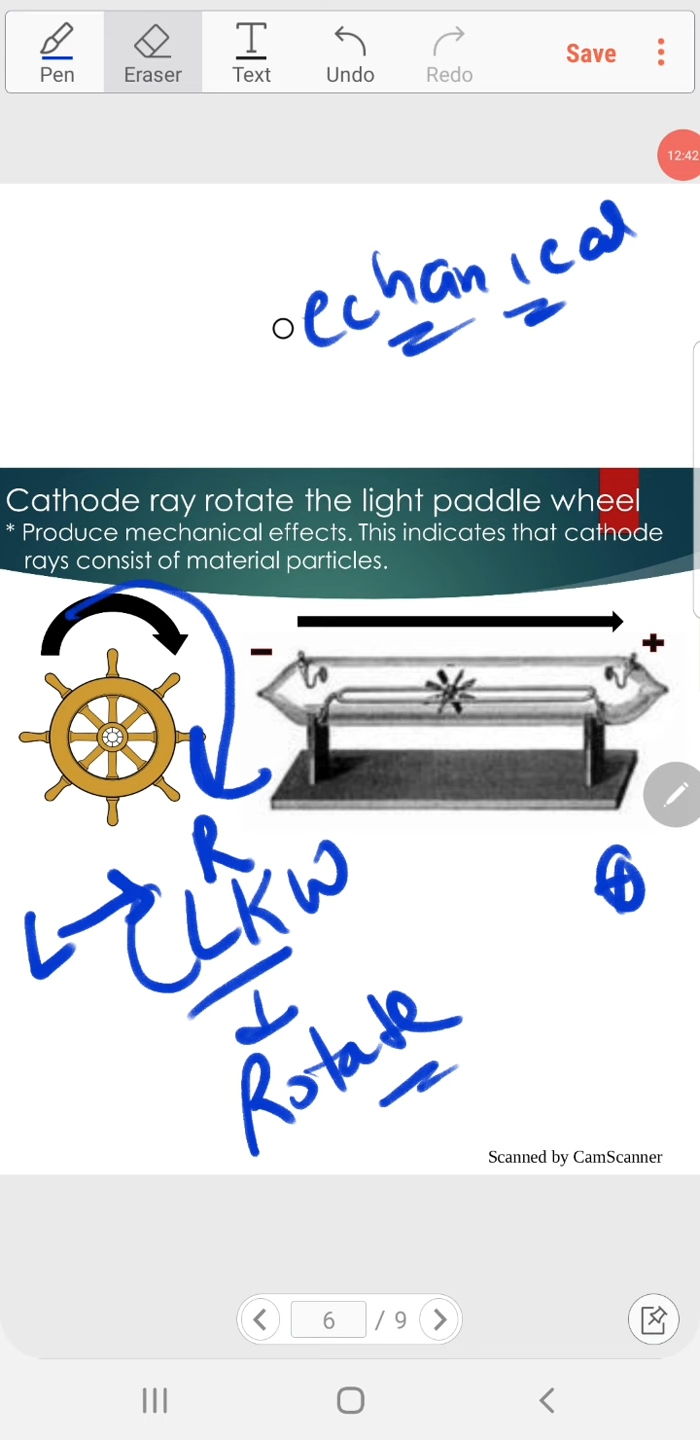 Pen Eraser Text Undo Redo Save
12:42
echanical
Cathode ray rotate the light paddle wheel
* Produce mechanical effects. This indicates that cathode
rays consist of material particles.
- +
R
LKW
Rotate
Scanned by CamScanner
6 / 9